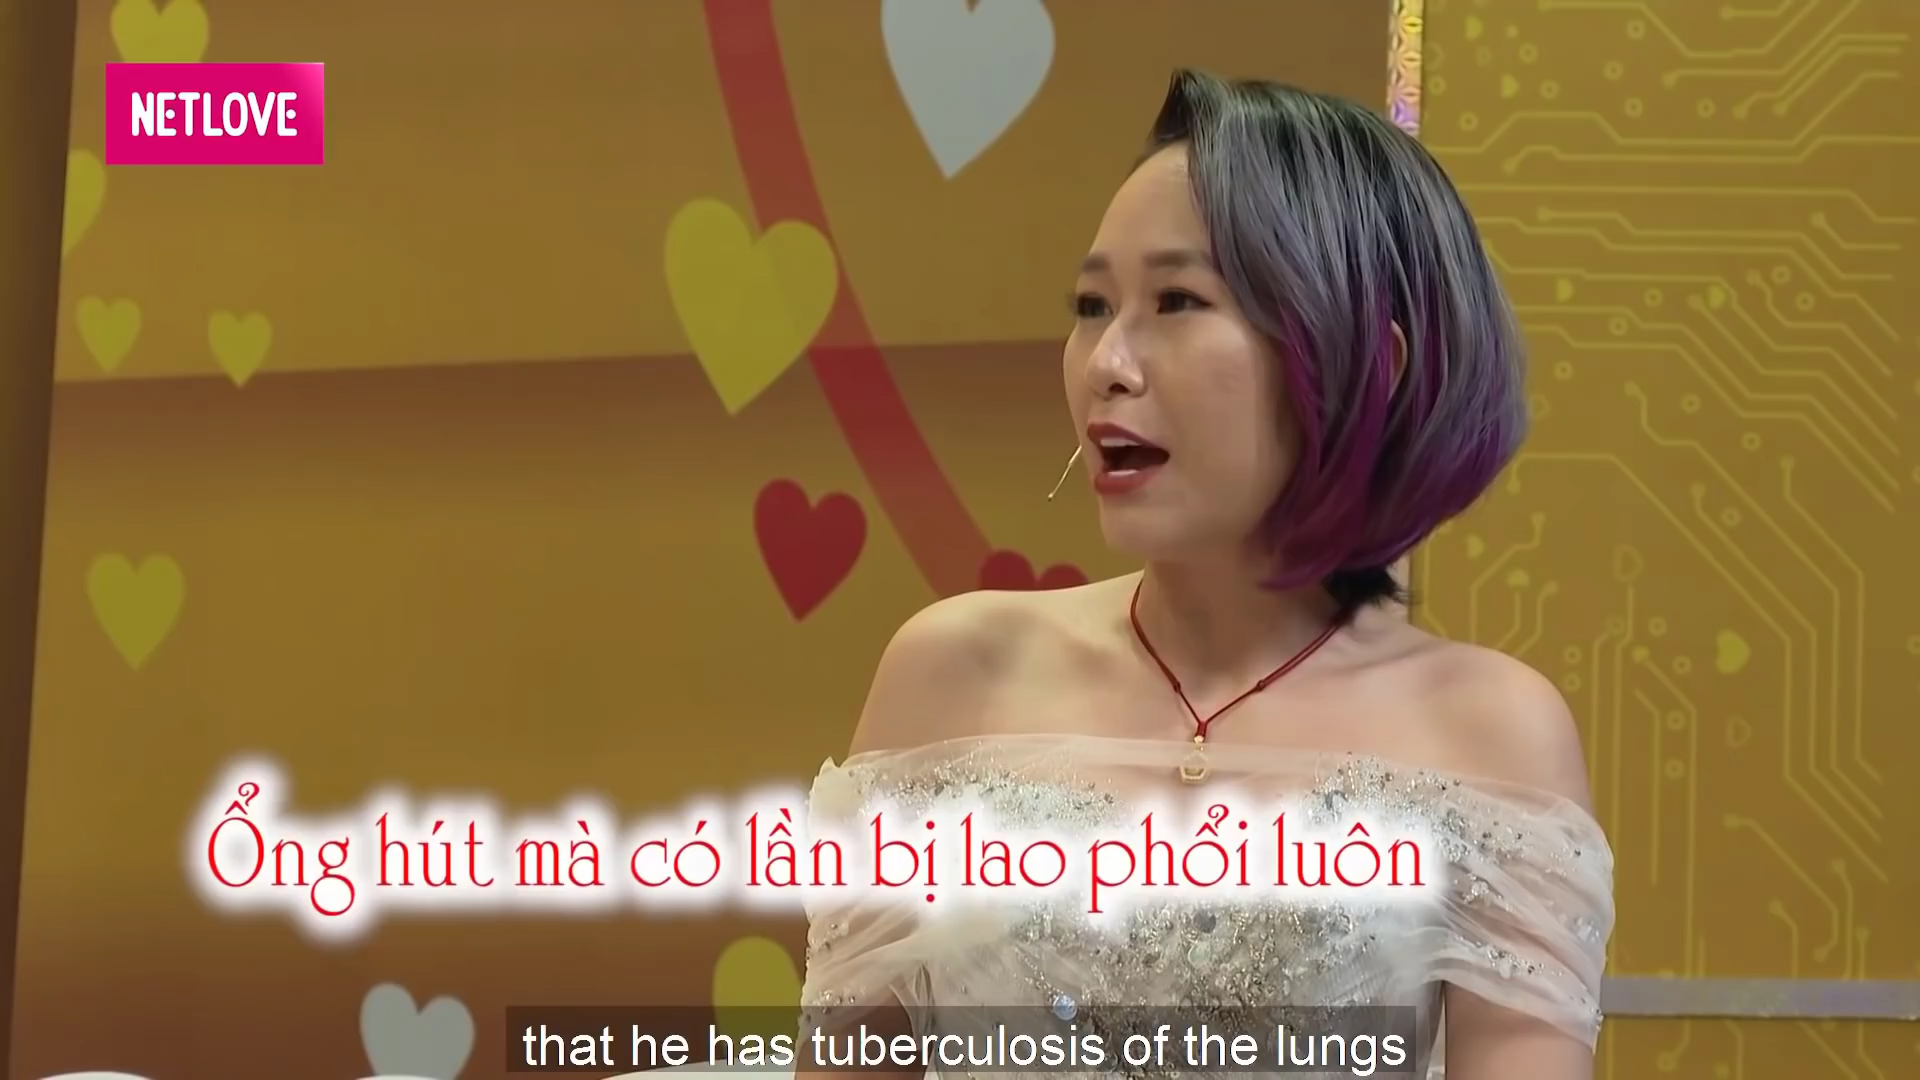 NETLOVE
Ổng hút mà có lần bị lao phổi luôn
that he has tuberculosis of the lungs